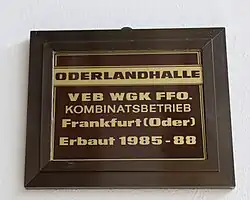 ODERLANDHALLE
VEB WGK FFO.
KOMBINATSBETRIEB
Frankfurt(Oder)
Erbaut 1985-88